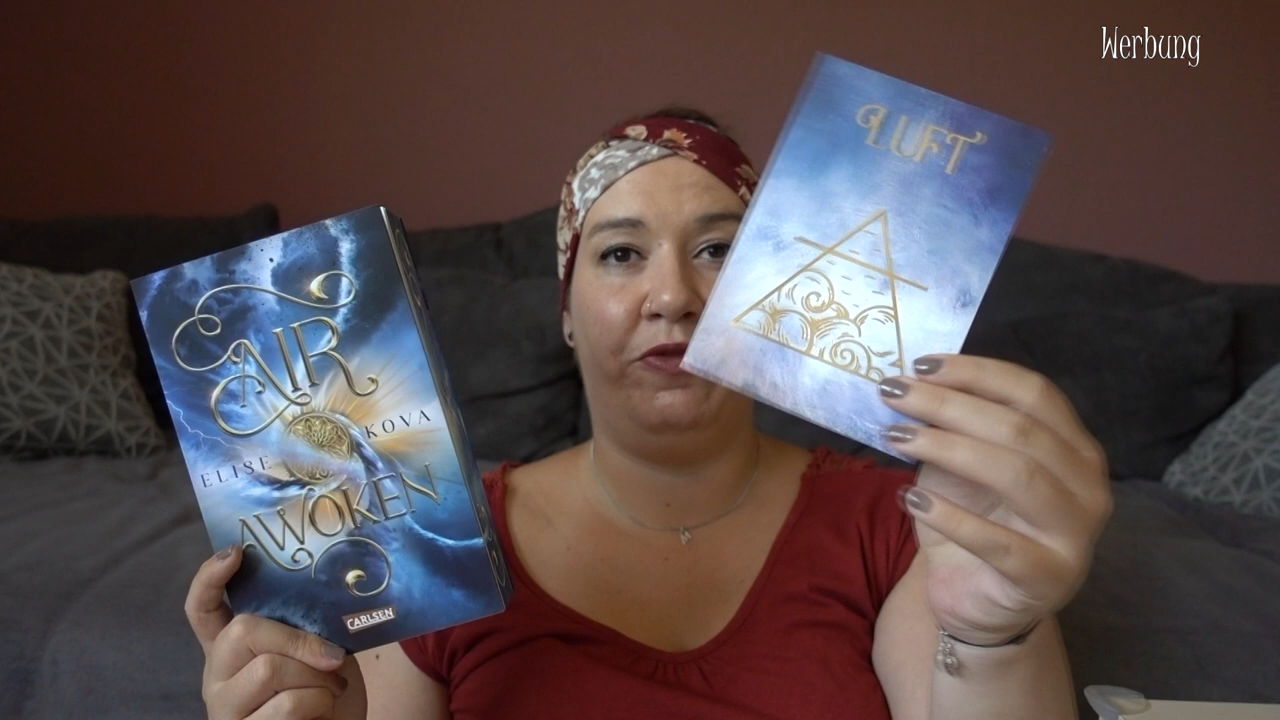 Werbung
LUFT
AIR
ELISE KOVA
AWOKEN
CARLSEN